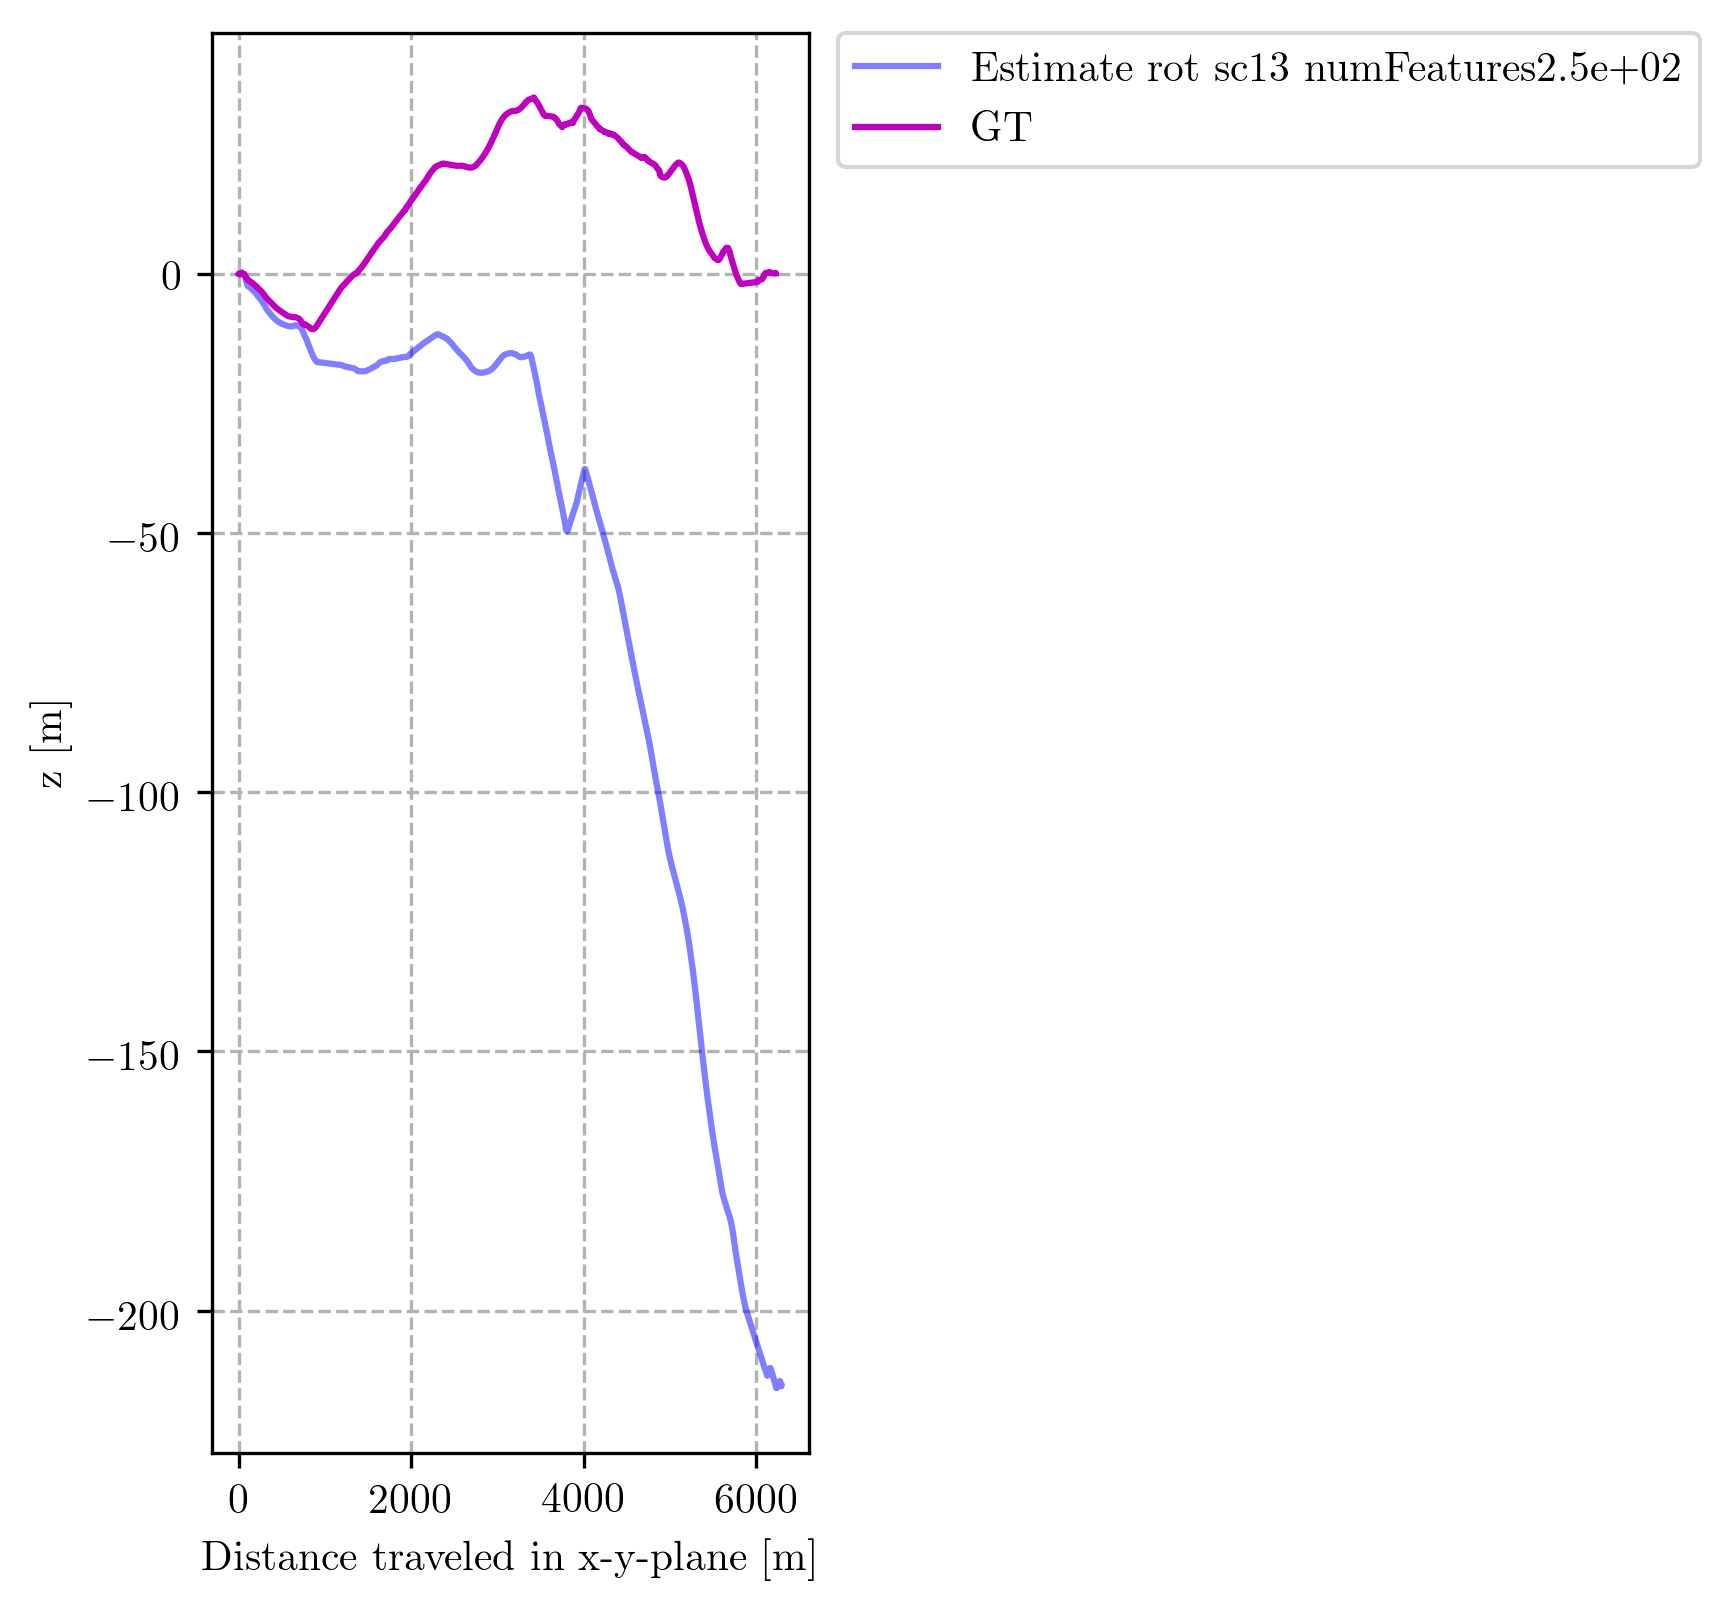 Estimate rot sc13 numFeatures2.5e+02
GT
0
−50
−100
−150
−200
z [m]
0 2000 4000 6000
Distance traveled in x-y-plane [m]